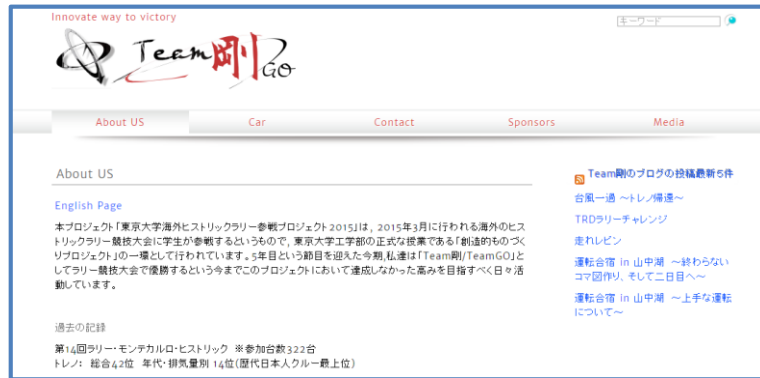 Innovate way to victory
キーワード
Team剛GO
About US
Car
Contact
Sponsors
Media
About US
English Page
本プロジェクト「東京大学海外ヒストリックラリー参戦プロジェクト2015」は, 2015年3月に行われる海外のヒス
トリックラリー競技大会に学生が参戦するというもので, 東京大学工学部の正式な授業である「創造的ものづく
りプロジェクト」の一環として行われています。5年目という節目を迎えた今期,私達は「Team剛/TeamGO」と
してラリー競技大会で優勝するという今までこのプロジェクトにおいて達成しなかった高みを目指すべく日々活
動しています。
過去の記録
第14回ラリー・モンテカルロ・ヒストリック ※参加台数322台
トレノ: 総合42位 年代・排気量別 14位(歴代日本人クルー最上位)
Team剛のブログの投稿最新5件
台風一過 ～トレノ帰還～
TRDラリーチャレンジ
走れレビン
運転合宿 in 山中湖 ～終わらない
コマ図作り、そして二日目へ～
運転合宿 in 山中湖 ～上手な運転
について～